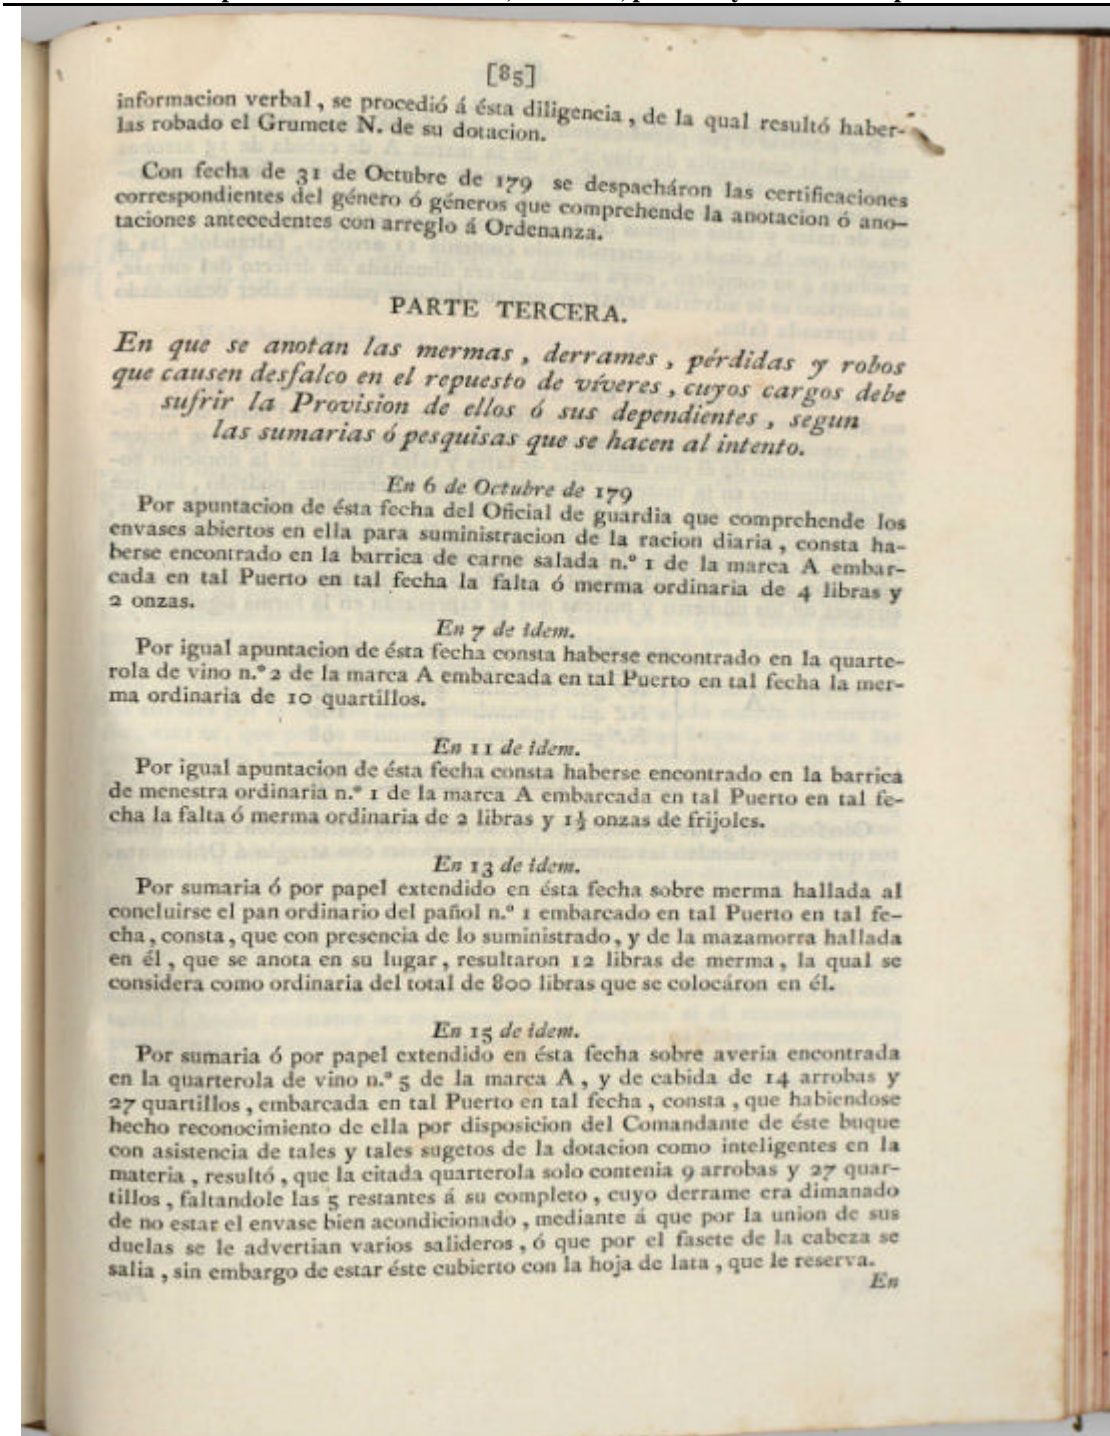 [85]
informacion verbal, se procedió á ésta diligencia, de la qual resultó haber-
las robado el Grumete N. de su dotacion.
Con fecha de 31 de Octubre de 179 se despacháron las certificaciones
correspondientes del género ó géneros que comprehende la anotacion ó ano-
taciones antecedentes con arreglo á Ordenanza.
PARTE TERCERA.
En que se anotan las mermas, derrames, pérdidas y robos
que causen desfalco en el repuesto de víveres, cuyos cargos debe
sufrir la Provision de ellos ó sus dependientes, segun
las sumarias ó pesquisas que se hacen al intento.
En 6 de Octubre de 179
Por apuntacion de ésta fecha del Oficial de guardia que comprehende los
envases abiertos en ella para suministracion de la racion diaria, consta ha-
berse encontrado en la barrica de carne salada n.º 1 de la marca A embar-
cada en tal Puerto en tal fecha la falta ó merma ordinaria de 4 libras y
2 onzas.
En 7 de idem.
Por igual apuntacion de ésta fecha consta haberse encontrado en la quarte-
rola de vino n.º 2 de la marca A embarcada en tal Puerto en tal fecha la mer-
ma ordinaria de 10 quartillos.
En 11 de idem.
Por igual apuntacion de ésta fecha consta haberse encontrado en la barrica
de menestra ordinaria n.º 1 de la marca A embarcada en tal Puerto en tal fe-
cha la falta ó merma ordinaria de 2 libras y 1½ onzas de frijoles.
En 13 de idem.
Por sumaria ó por papel extendido en ésta fecha sobre merma hallada al
concluirse el pan ordinario del pañol n.º 1 embarcado en tal Puerto en tal fe-
cha, consta, que con presencia de lo suministrado, y de la mazamorra hallada
en él, que se anota en su lugar, resultaron 12 libras de merma, la qual se
considera como ordinaria del total de 800 libras que se colocáron en él.
En 15 de idem.
Por sumaria ó por papel extendido en ésta fecha sobre averia encontrada
en la quarterola de vino n.º 5 de la marca A, y de cabida de 14 arrobas y
27 quartillos, embarcada en tal Puerto en tal fecha, consta, que habiendose
hecho reconocimiento de ella por disposicion del Comandante de éste buque
con asistencia de tales y tales sugetos de la dotacion como inteligentes en la
materia, resultó, que la citada quarterola solo contenia 9 arrobas y 27 quar-
tillos, faltandole las 5 restantes á su completo, cuyo derrame era dimanado
de no estar el envase bien acondicionado, mediante á que por la union de sus
duelas se le advertian varios salideros, ó que por el fasete de la cabeza se
salia, sin embargo de estar éste cubierto con la hoja de lata, que le reserva.
En